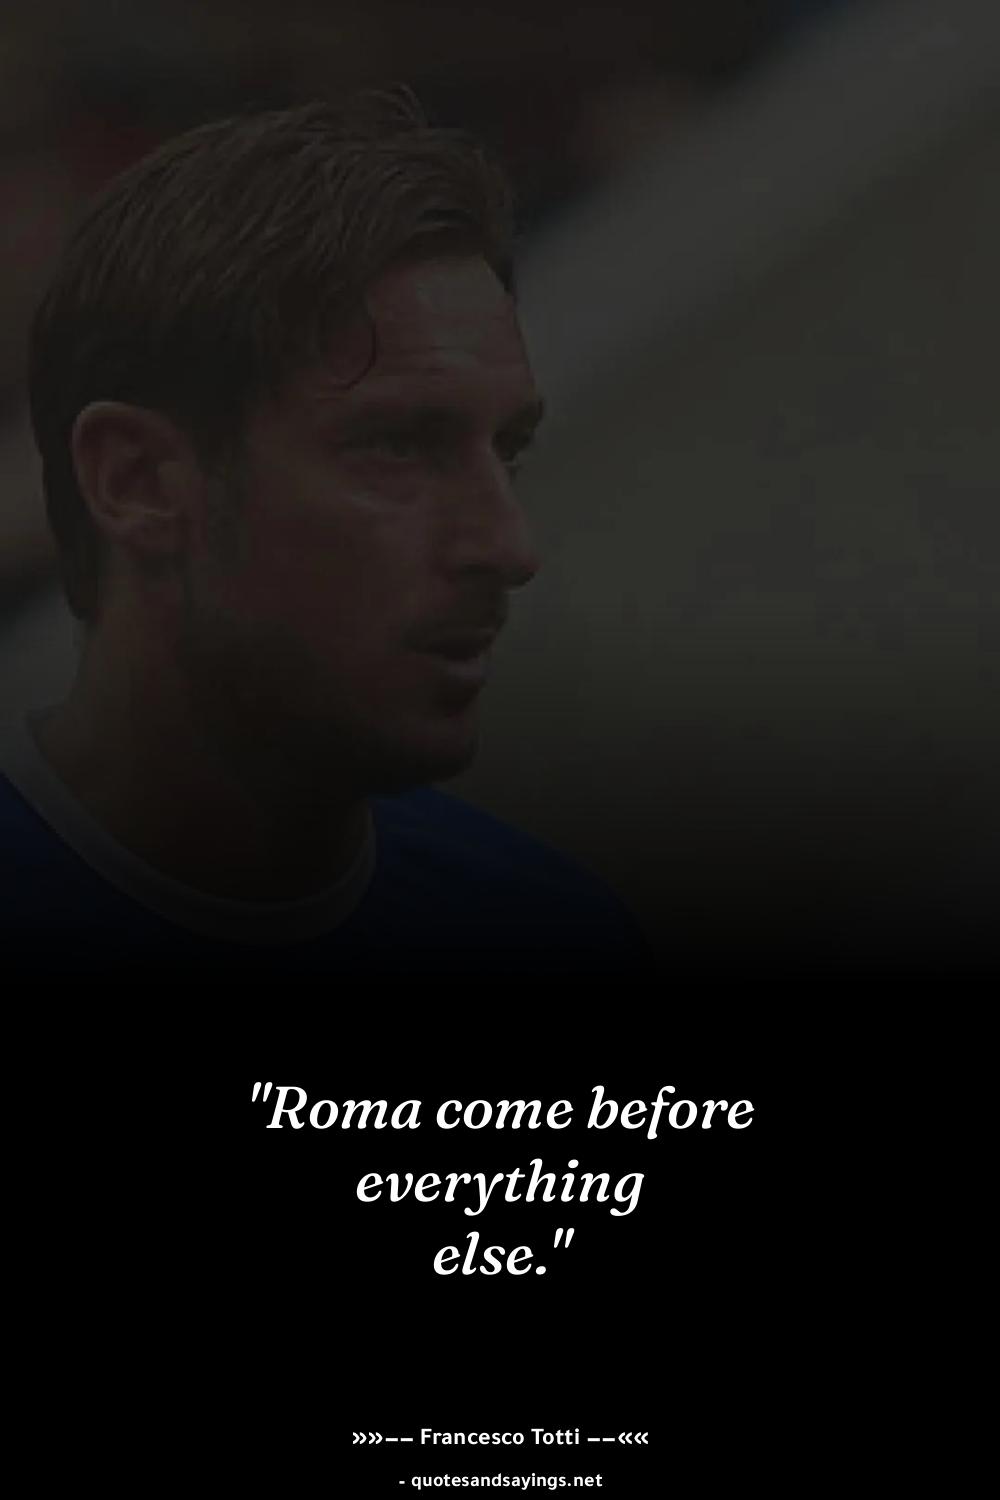 "Roma come before
everything
else."
»»−− Francesco Totti −−««
- quotesandsayings.net